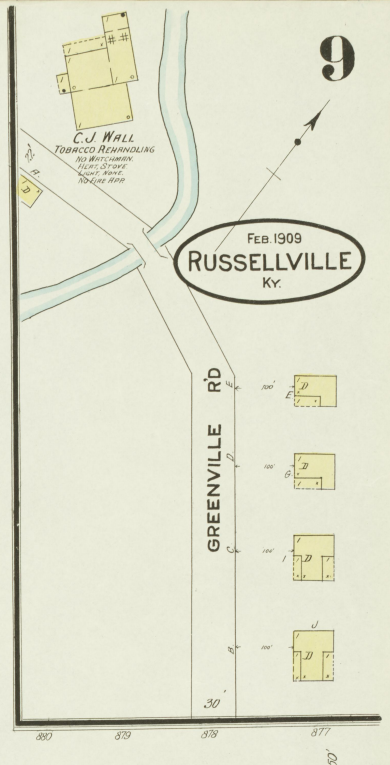 9
C.J. WALL
TOBACCO REHANDLING
NO WATCHMAN.
HEAT, STOVE
LIGHT, NONE.
NO FIRE APP.
A.
D
FEB. 1909
RUSSELLVILLE
KY.
GREENVILLE R'D
E
100'
E
D
D
100'
G
D
C
100'
I
D
B
100'
J
D
30'
880
879
878
877
50'